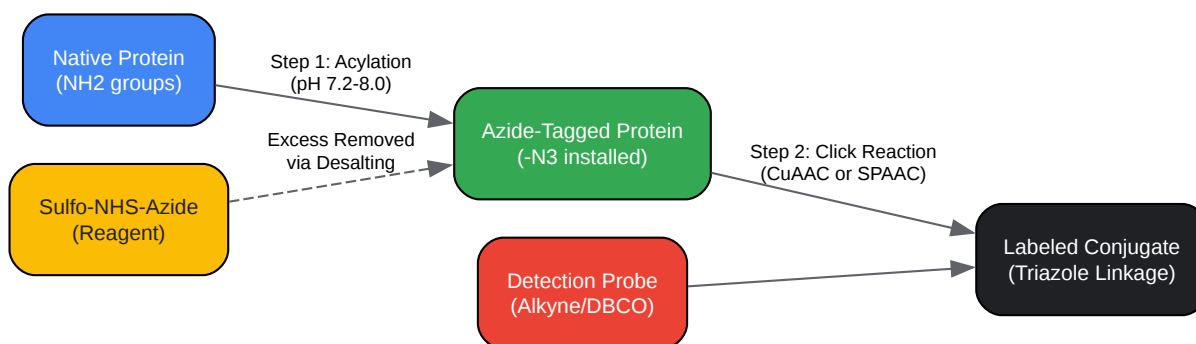 Native Protein
(NH2 groups)
Step 1: Acylation
(pH 7.2-8.0)
Excess Removed
via Desalting
Sulfo-NHS-Azide
(Reagent)
Azide-Tagged Protein
(-N3 installed)
Step 2: Click Reaction
(CuAAC or SPAAC)
Detection Probe
(Alkyne/DBCO)
Labeled Conjugate
(Triazole Linkage)